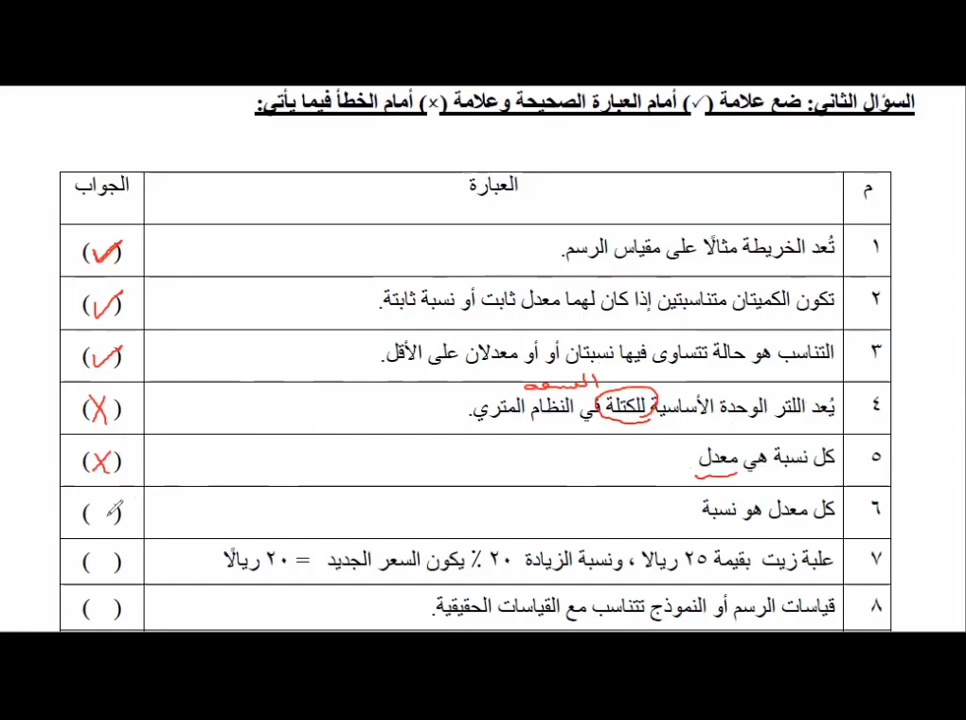 السؤال الثاني: ضع علامة (✓) أمام العبارة الصحيحة وعلامة (×) أمام الخطأ فيما يأتي:
م العبارة الجواب
١ تُعد الخريطة مثالًا على مقياس الرسم. (✓)
٢ تكون الكميتان متناسبتين إذا كان لهما معدل ثابت أو نسبة ثابتة. (✓)
٣ التناسب هو حالة تتساوى فيها نسبتان أو أو معدلان على الأقل. (✓)
السعة
٤ يُعد اللتر الوحدة الأساسية للكتلة في النظام المتري. (X)
٥ كل نسبة هي معدل (X)
٦ كل معدل هو نسبة ( )
٧ علبة زيت بقيمة ٢٥ ريالا ، ونسبة الزيادة ٢٠ ٪ يكون السعر الجديد = ٢٠ ريالًا ( )
٨ قياسات الرسم أو النموذج تتناسب مع القياسات الحقيقية. ( )